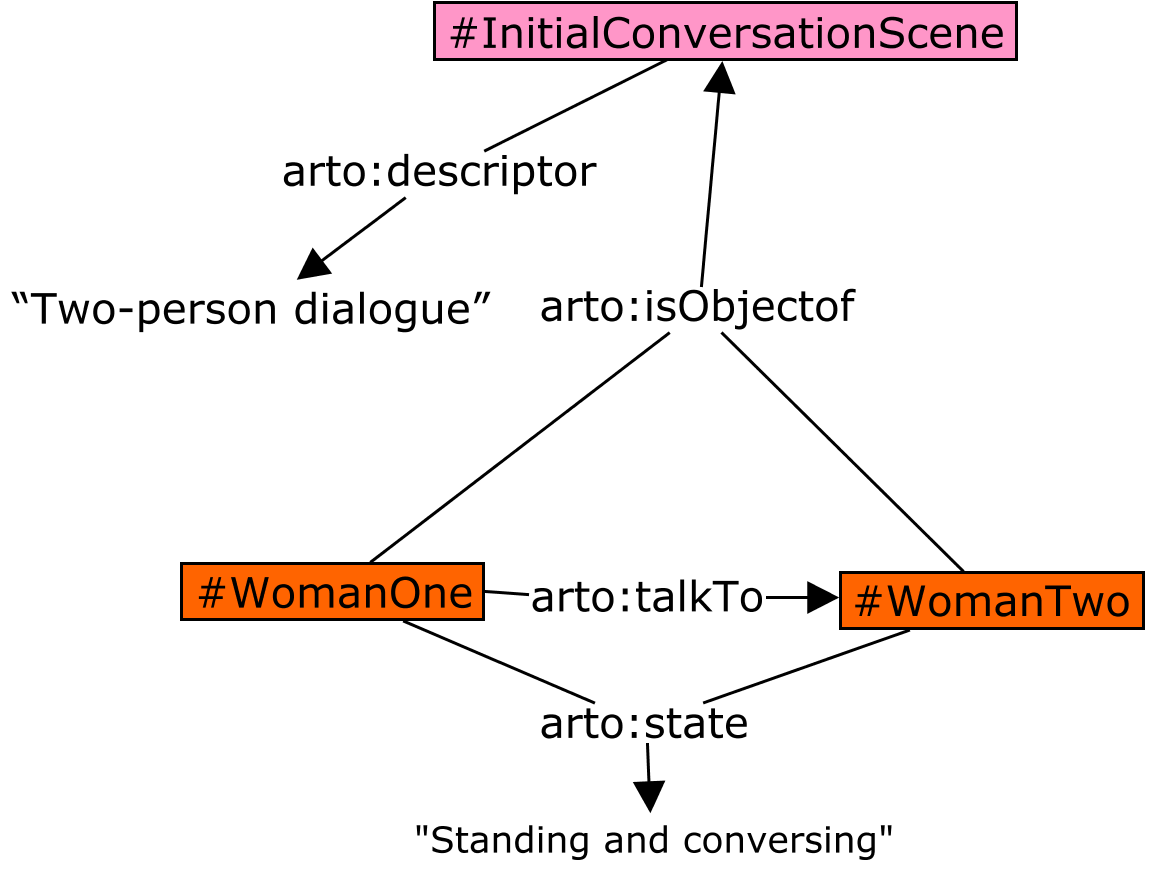 #InitialConversationScene
arto:descriptor
“Two-person dialogue”
arto:isObjectof
#WomanOne
arto:talkTo
#WomanTwo
arto:state
"Standing and conversing"